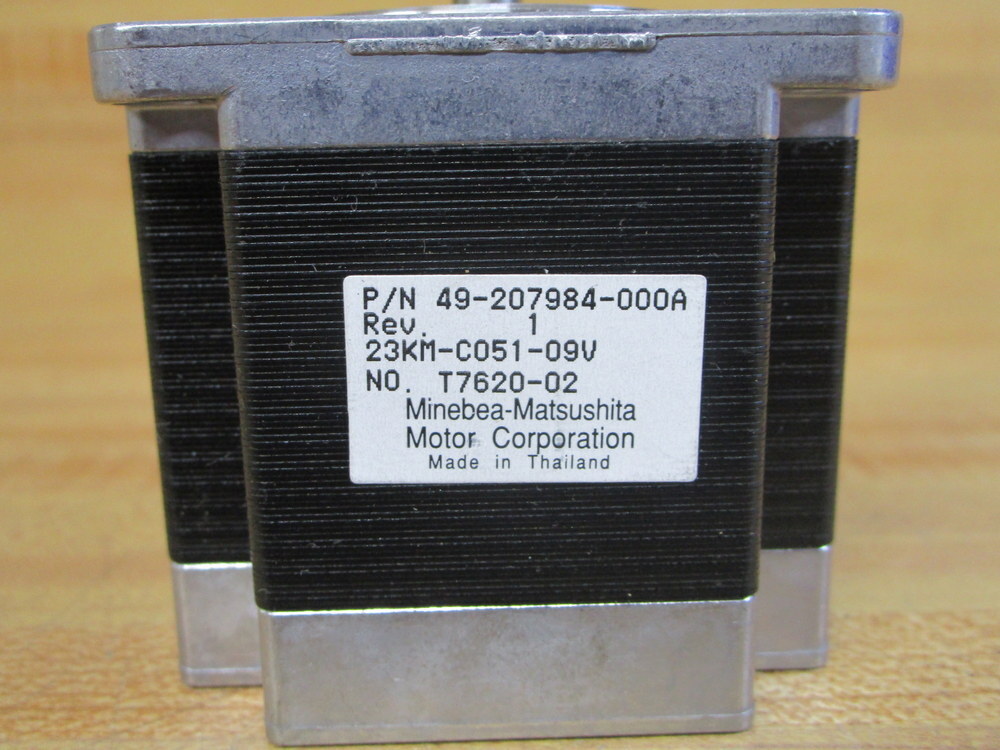 P/N 49-207984-000A
Rev. 1
23KM-C051-09V
NO. T7620-02
Minebea-Matsushita
Motor Corporation
Made in Thailand